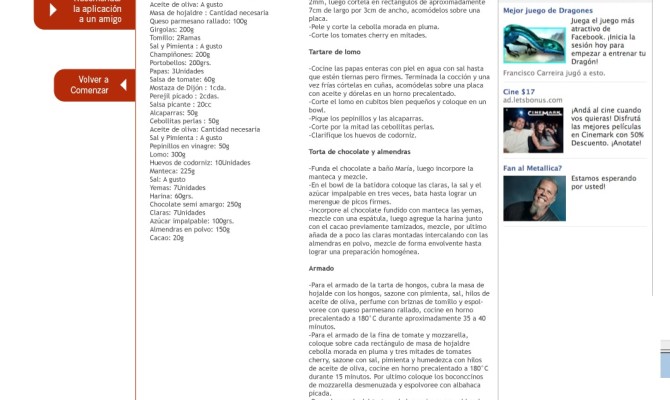 Recomendar
la aplicación
a un amigo
Volver a
Comenzar
Aceite de oliva: A gusto
Masa de hojaldre : Cantidad necesaria
Queso parmesano rallado: 100g
Girgolas: 200g
Tomillo: 2Ramas
Sal y Pimienta : A gusto
Champiñones: 200g
Portobellos: 200grs.
Papas: 3Unidades
Salsa de tomate: 60g
Mostaza de Dijón : 1cda.
Perejil picado : 2cdas.
Salsa picante : 20cc
Alcaparras: 50g
Cebollitas perlas : 50g
Aceite de oliva: Cantidad necesaria
Sal y Pimienta : A gusto
Pepinillos en vinagre: 50g
Lomo: 300g
Huevos de codorniz: 10Unidades
Manteca: 225g
Sal: A gusto
Yemas: 7Unidades
Harina: 60grs.
Chocolate semi amargo: 250g
Claras: 7Unidades
Azúcar impalpable: 100grs.
Almendras en polvo: 150g
Cacao: 20g
2mm, luego córtela en rectángulos de aproximadamente
7cm de largo por 3cm de ancho, acomódelos sobre una
placa.
-Pele y corte la cebolla morada en pluma.
-Corte los tomates cherry en mitades.
Tartare de lomo
-Cocine las papas enteras con piel en agua con sal hasta
que estén tiernas pero firmes. Terminada la cocción y una
vez frías córtelas en cuñas, acomódelas sobre una placa
con aceite y dórelas en un horno precalentado.
-Corte el lomo en cubitos bien pequeños y coloque en un
bowl.
-Pique los pepinillos y las alcaparras.
-Corte por la mitad las cebollitas perlas.
-Clarifique los huevos de codorniz.
Torta de chocolate y almendras
-Funda el chocolate a baño María, luego incorpore la
manteca y mezcle.
-En el bowl de la batidora coloque las claras, la sal y el
azúcar impalpable en tres veces, bata hasta lograr un
merengue de picos firmes.
-Incorpore al chocolate fundido con manteca las yemas,
mezcle con una espátula, luego agregue la harina junto
con el cacao previamente tamizados, mezcle, por ultimo
añada de a poco las claras montadas intercalando con las
almendras en polvo, mezcle de forma envolvente hasta
lograr una preparación homogénea.
Armado
-Para el armado de la tarta de hongos, cubra la masa de
hojalde con los hongos, sazone con pimienta, sal, hilos de
aceite de oliva, perfume con briznas de tomillo y espol-
voree con queso parmesano rallado, cocine en horno
precalentado a 180°C durante aproximadamente 35 a 40
minutos.
-Para el armado de la fina de tomate y mozzarella,
coloque sobre cada rectángulo de masa de hojaldre
cebolla morada en pluma y tres mitades de tomates
cherry, sazone con sal, pimienta y humedezca con hilos
de aceite de oliva, cocine en horno precalentado a 180°C
durante 15 minutos. Por ultimo coloque los boconccinos
de mozzarella desmenuzada y espolvoree con albahaca
picada.
Mejor juego de Dragones
Juega el juego más
atractivo de
Facebook. ¡Inicia la
sesión hoy para
empezar a entrenar tu
Dragón!
Francisco Carreira jugó a esto.
Cine $17
ad.letsbonus.com
CINEMARK
¡Andá al cine cuando
vos quieras! Disfrutá
las mejores películas
en Cinemark con 50%
Descuento. ¡Anotate!
Fan al Metallica?
Estamos esperando
por usted!